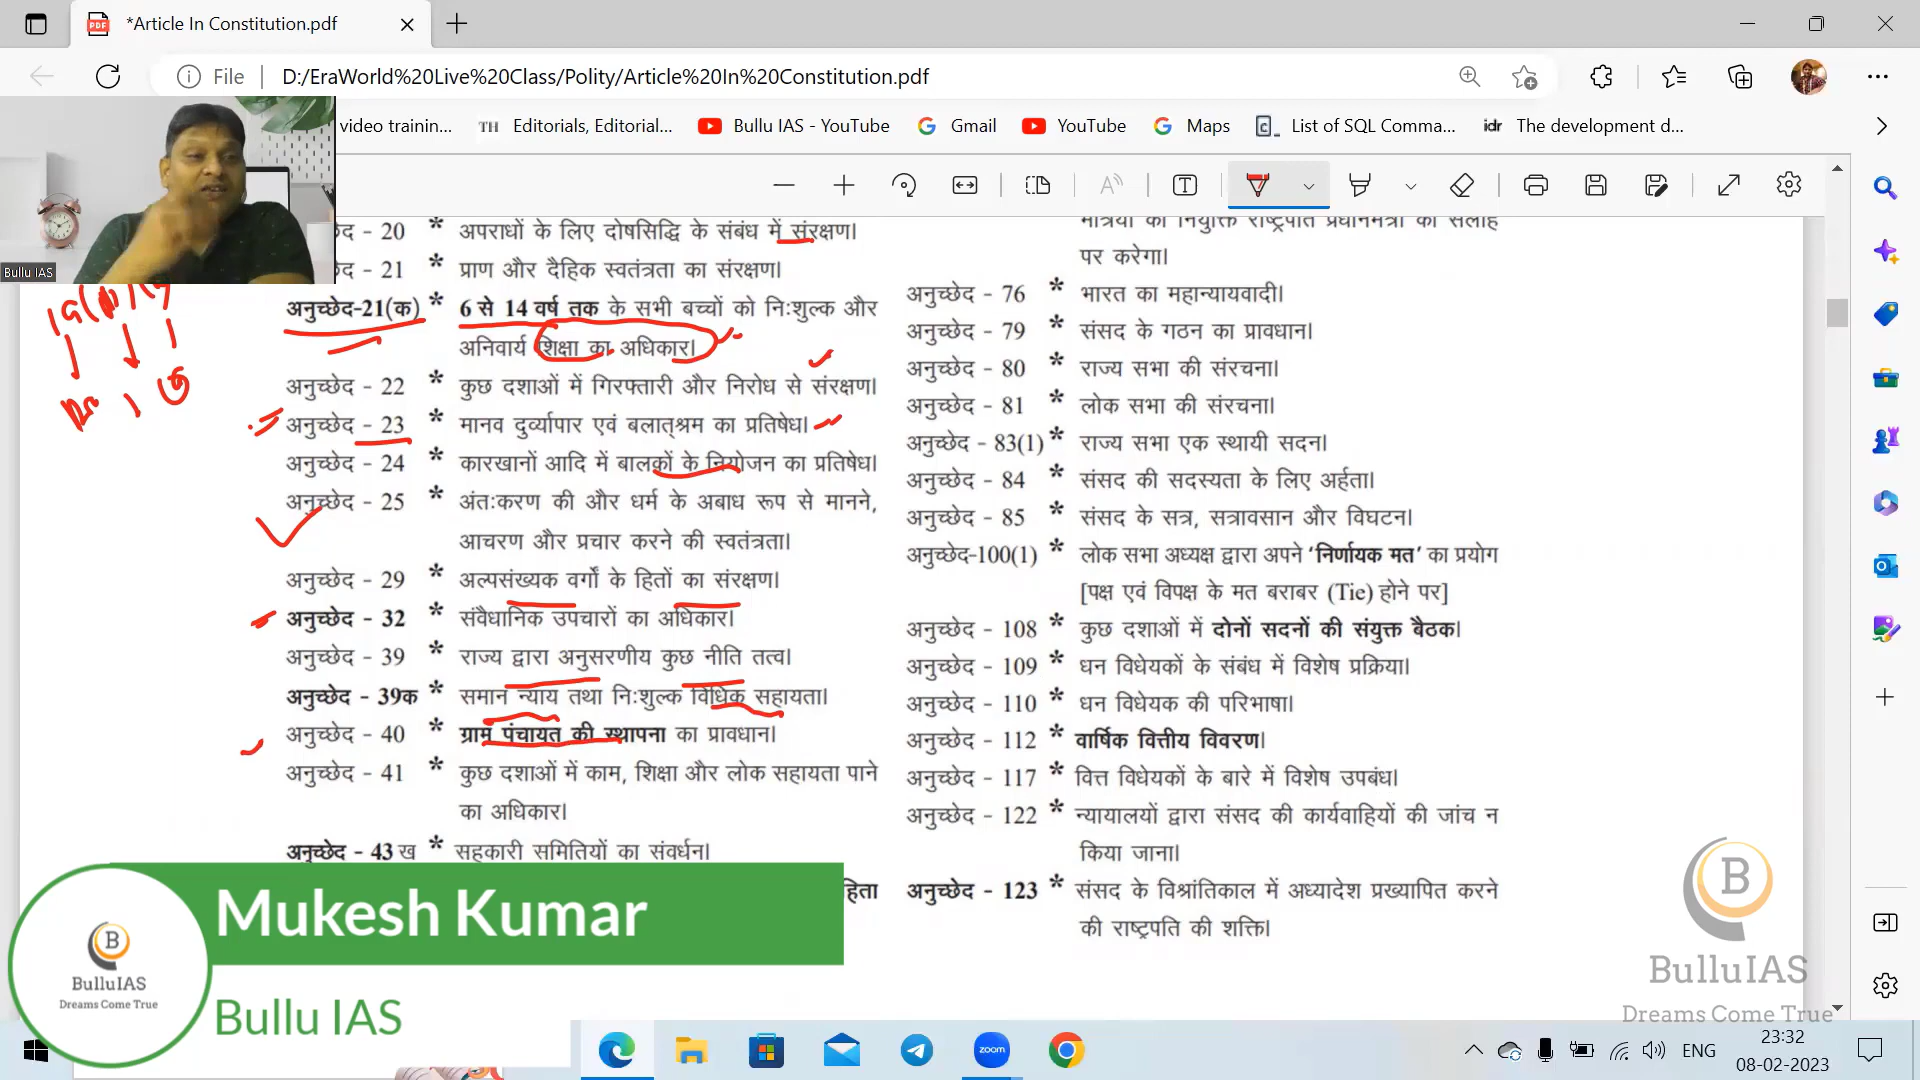 *Article In Constitution.pdf
File
D:/EraWorld%20Live%20Class/Polity/Article%20In%20Constitution.pdf
video trainin...
TH Editorials, Editorial...
Bullu IAS - YouTube
Gmail
YouTube
Maps
List of SQL Comma...
idr The development d...
Bullu IAS
द - 20 * अपराधों के लिए दोषसिद्धि के संबंध में संरक्षण।
द - 21 * प्राण और दैहिक स्वतंत्रता का संरक्षण।
अनुच्छेद-21(क) * 6 से 14 वर्ष तक के सभी बच्चों को नि:शुल्क और
अनिवार्य शिक्षा का अधिकार।
अनुच्छेद - 22 * कुछ दशाओं में गिरफ्तारी और निरोध से संरक्षण।
अनुच्छेद - 23 * मानव दुर्व्यापार एवं बलात्श्रम का प्रतिषेध।
अनुच्छेद - 24 * कारखानों आदि में बालकों के नियोजन का प्रतिषेध।
अनुच्छेद - 25 * अंत:करण की और धर्म के अबाध रूप से मानने,
आचरण और प्रचार करने की स्वतंत्रता।
अनुच्छेद - 29 * अल्पसंख्यक वर्गों के हितों का संरक्षण।
अनुच्छेद - 32 * संवैधानिक उपचारों का अधिकार।
अनुच्छेद - 39 * राज्य द्वारा अनुसरणीय कुछ नीति तत्व।
अनुच्छेद - 39क * समान न्याय तथा नि:शुल्क विधिक सहायता।
अनुच्छेद - 40 * ग्राम पंचायत की स्थापना का प्रावधान।
अनुच्छेद - 41 * कुछ दशाओं में काम, शिक्षा और लोक सहायता पाने
का अधिकार।
अनुच्छेद - 43 ख * सहकारी समितियों का संवर्धन।
हिता
मंत्रियों की नियुक्ति राष्ट्रपति प्रधानमंत्री की सलाह
पर करेगा।
अनुच्छेद - 76 * भारत का महान्यायवादी।
अनुच्छेद - 79 * संसद के गठन का प्रावधान।
अनुच्छेद - 80 * राज्य सभा की संरचना।
अनुच्छेद - 81 * लोक सभा की संरचना।
अनुच्छेद - 83(1) * राज्य सभा एक स्थायी सदन।
अनुच्छेद - 84 * संसद की सदस्यता के लिए अर्हता।
अनुच्छेद - 85 * संसद के सत्र, सत्रावसान और विघटन।
अनुच्छेद-100(1) * लोक सभा अध्यक्ष द्वारा अपने ‘निर्णायक मत’ का प्रयोग
[पक्ष एवं विपक्ष के मत बराबर (Tie) होने पर]
अनुच्छेद - 108 * कुछ दशाओं में दोनों सदनों की संयुक्त बैठक।
अनुच्छेद - 109 * धन विधेयकों के संबंध में विशेष प्रक्रिया।
अनुच्छेद - 110 * धन विधेयक की परिभाषा।
अनुच्छेद - 112 * वार्षिक वित्तीय विवरण।
अनुच्छेद - 117 * वित्त विधेयकों के बारे में विशेष उपबंध।
अनुच्छेद - 122 * न्यायालयों द्वारा संसद की कार्यवाहियों की जांच न
किया जाना।
अनुच्छेद - 123 * संसद के विश्रांतिकाल में अध्यादेश प्रख्यापित करने
की राष्ट्रपति की शक्ति।
Mukesh Kumar
Bullu IAS
B
BulluIAS
Dreams Come True
B
BulluIAS
Dreams Come True
zoom
ENG
23:32
08-02-2023